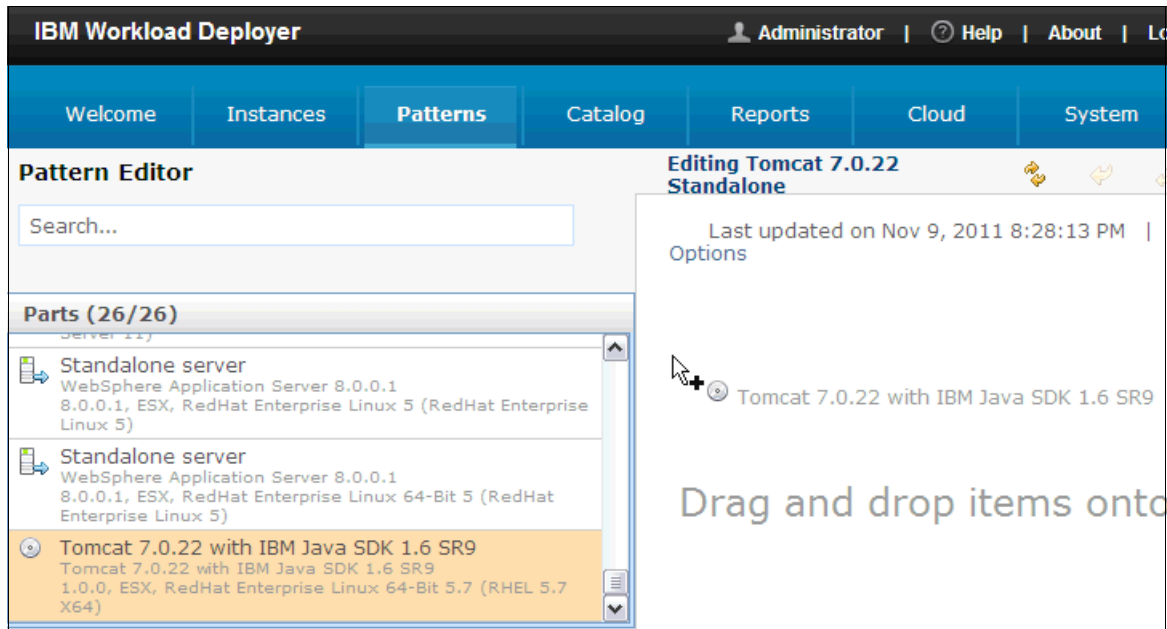 IBM Workload Deployer
Administrator | Help | About | Lo
Welcome Instances Patterns Catalog Reports Cloud System
Pattern Editor
Search...
Parts (26/26)
Server 11)
Standalone server
WebSphere Application Server 8.0.0.1
8.0.0.1, ESX, RedHat Enterprise Linux 5 (RedHat Enterprise
Linux 5)
Standalone server
WebSphere Application Server 8.0.0.1
8.0.0.1, ESX, RedHat Enterprise Linux 64-Bit 5 (RedHat
Enterprise Linux 5)
Tomcat 7.0.22 with IBM Java SDK 1.6 SR9
Tomcat 7.0.22 with IBM Java SDK 1.6 SR9
1.0.0, ESX, RedHat Enterprise Linux 64-Bit 5.7 (RHEL 5.7
X64)
Editing Tomcat 7.0.22
Standalone
Last updated on Nov 9, 2011 8:28:13 PM |
Options
Tomcat 7.0.22 with IBM Java SDK 1.6 SR9
Drag and drop items onto